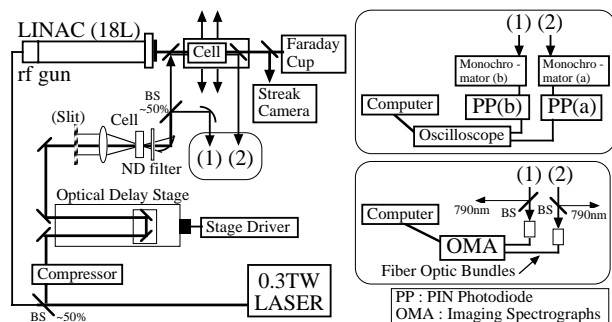 LINAC (18L)
rf gun
Cell
Faraday
Cup
Streak
Camera
BS
~50%
(Slit)
Cell
ND filter
(1) (2)
Optical Delay Stage
Stage Driver
Compressor
0.3TW
LASER
BS ~50%
(1) (2)
Monochro -
mator (b)
Monochro -
mator (a)
Computer
PP(b)
PP(a)
Oscilloscope
(1) (2)
790nm
BS
BS
790nm
Computer
OMA
Fiber Optic Bundles
PP : PIN Photodiode
OMA : Imaging Spectrographs